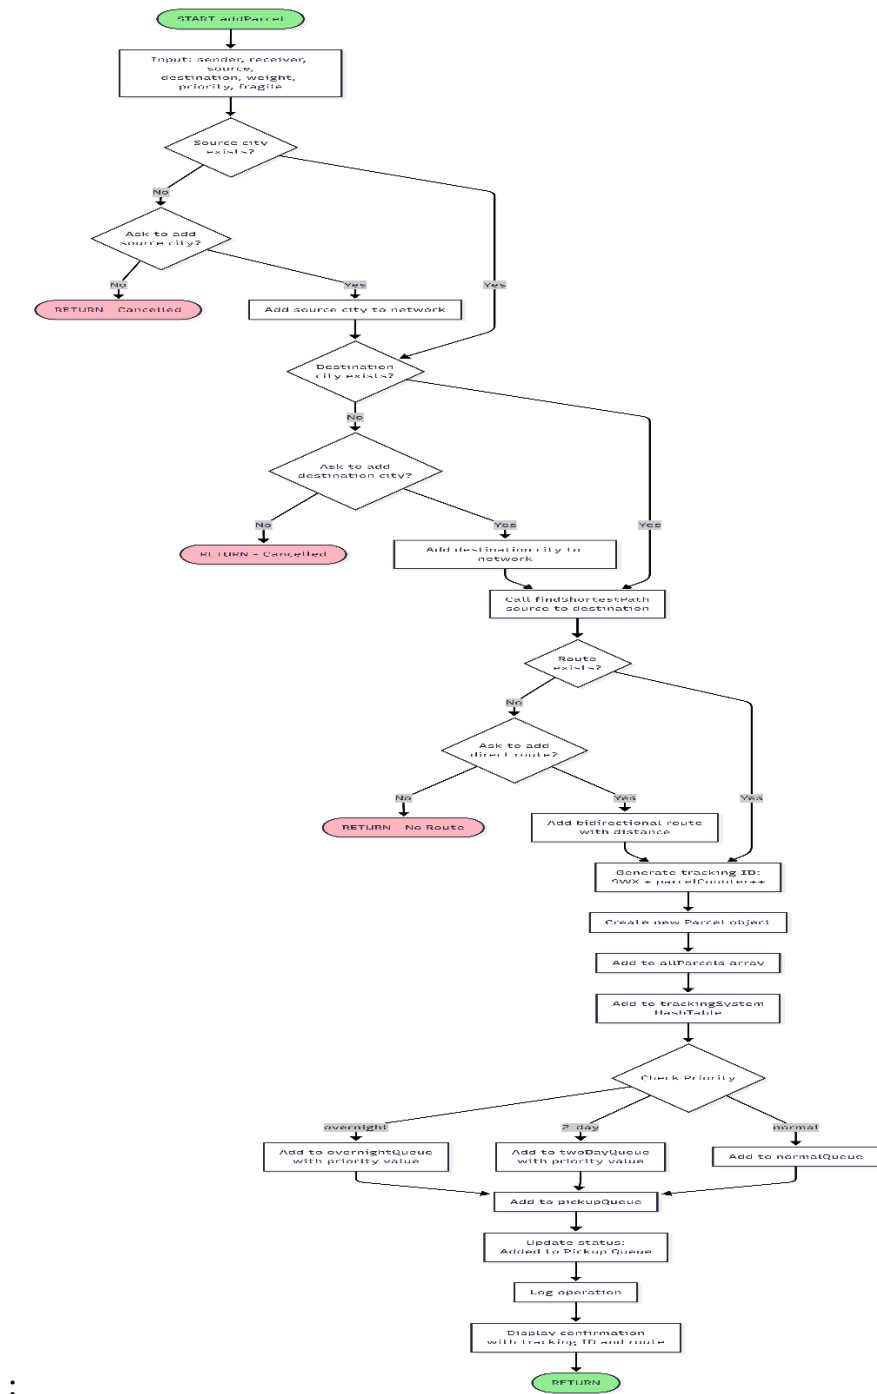 START addParcel
Input: sender, receiver,
source,
destination, weight,
priority, fragile
Source city
exists?
No
Ask to add
source city?
No
Yes
Yes
RETURN - Cancelled
Add source city to network
Destination
city exists?
No
Ask to add
destination city?
No
Yes
Yes
RETURN - Cancelled
Add destination city to
network
Call findShortestPath
source to destination
Route
exists?
No
Ask to add
direct route?
No
Yes
Yes
RETURN - No Route
Add bidirectional route
with distance
Generate tracking ID:
SWX + parcelCounter++
Create new Parcel object
Add to allParcels array
Add to trackingSystem
HashTable
Check Priority
overnight
2-day
normal
Add to overnightQueue
with priority value
Add to twoDayQueue
with priority value
Add to normalQueue
Add to pickupQueue
Update status:
Added to Pickup Queue
Log operation
Display confirmation
with tracking ID and route
RETURN
: